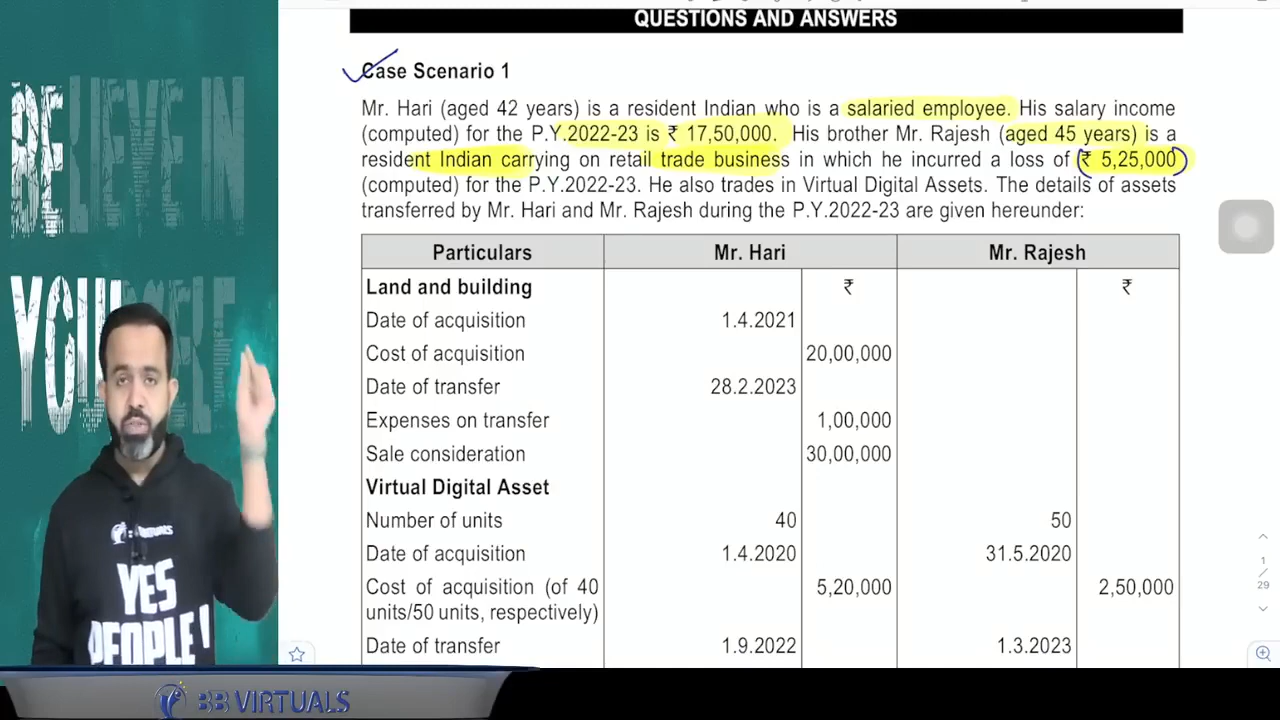 QUESTIONS AND ANSWERS
BELIEVE IN
Case Scenario 1
Mr. Hari (aged 42 years) is a resident Indian who is a salaried employee. His salary income
(computed) for the P.Y.2022-23 is ₹ 17,50,000. His brother Mr. Rajesh (aged 45 years) is a
resident Indian carrying on retail trade business in which he incurred a loss of ₹ 5,25,000
(computed) for the P.Y.2022-23. He also trades in Virtual Digital Assets. The details of assets
transferred by Mr. Hari and Mr. Rajesh during the P.Y.2022-23 are given hereunder:
Particulars Mr. Hari Mr. Rajesh
Land and building ₹ ₹
Date of acquisition 1.4.2021
Cost of acquisition 20,00,000
Date of transfer 28.2.2023
Expenses on transfer 1,00,000
Sale consideration 30,00,000
Virtual Digital Asset
Number of units 40 50
Date of acquisition 1.4.2020 31.5.2020
Cost of acquisition (of 40 5,20,000 2,50,000
units/50 units, respectively)
Date of transfer 1.9.2022 1.3.2023
1
/
29
YES
PEOPLE!
BB VIRTUALS